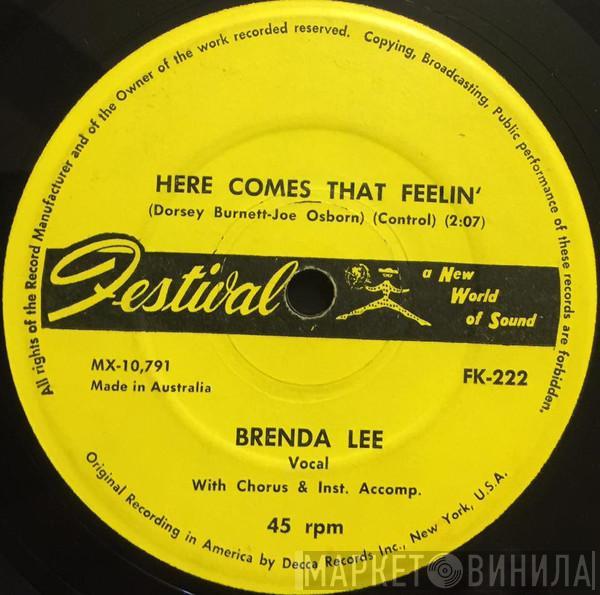 All rights of the Record Manufacturer and of the Owner of the work recorded reserved. Copying, Broadcasting, Public performance of these records are forbidden.
HERE COMES THAT FEELIN'
(Dorsey Burnett-Joe Osborn) (Control) (2:07)
Festival
a New
World
of Sound
MX-10,791
Made in Australia
FK-222
BRENDA LEE
Vocal
With Chorus & Inst. Accomp.
45 rpm
Original Recording in America by Decca Records Inc., New York, U.S.A.
МАРКЕТ ВИНИЛА